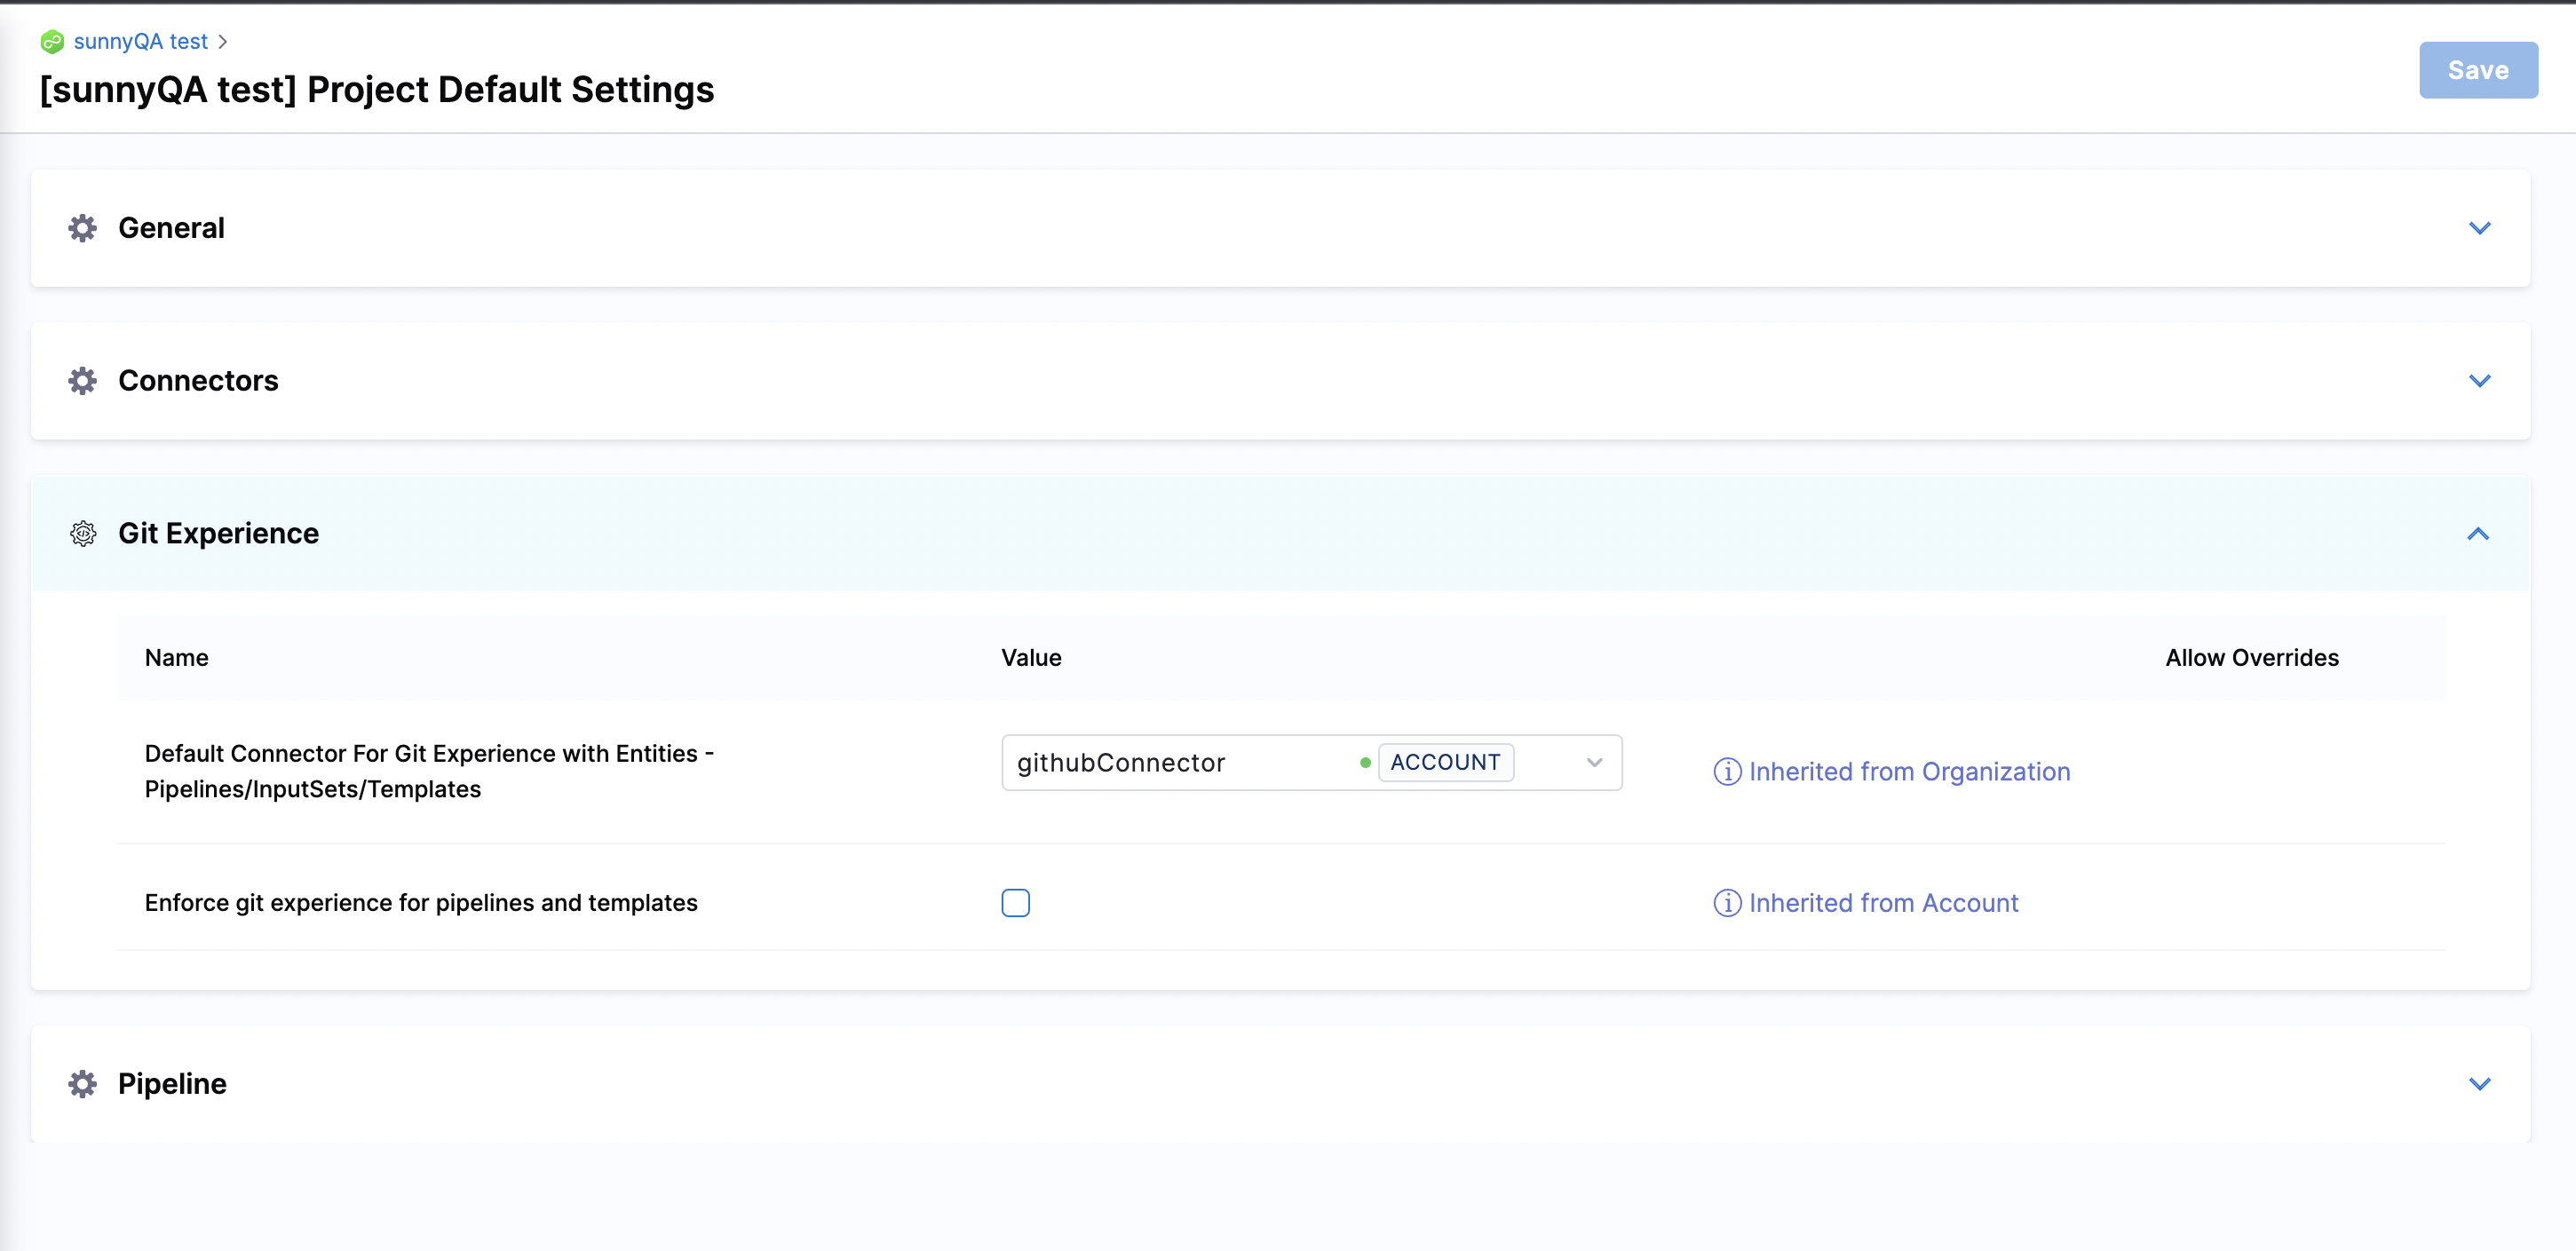 sunnyQA test
[sunnyQA test] Project Default Settings
Save
General
Connectors
Git Experience
Name
Value
Allow Overrides
Default Connector For Git Experience with Entities -
Pipelines/InputSets/Templates
githubConnector
ACCOUNT
Inherited from Organization
Enforce git experience for pipelines and templates
Inherited from Account
Pipeline